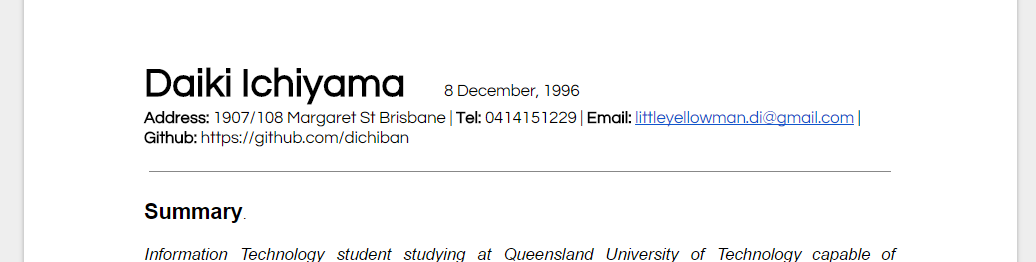 Daiki Ichiyama 8 December, 1996
Address: 1907/108 Margaret St Brisbane | Tel: 0414151229 | Email: littleyellowman.di@gmail.com |
Github: https://github.com/dichiban
Summary.
Information Technology student studying at Queensland University of Technology capable of